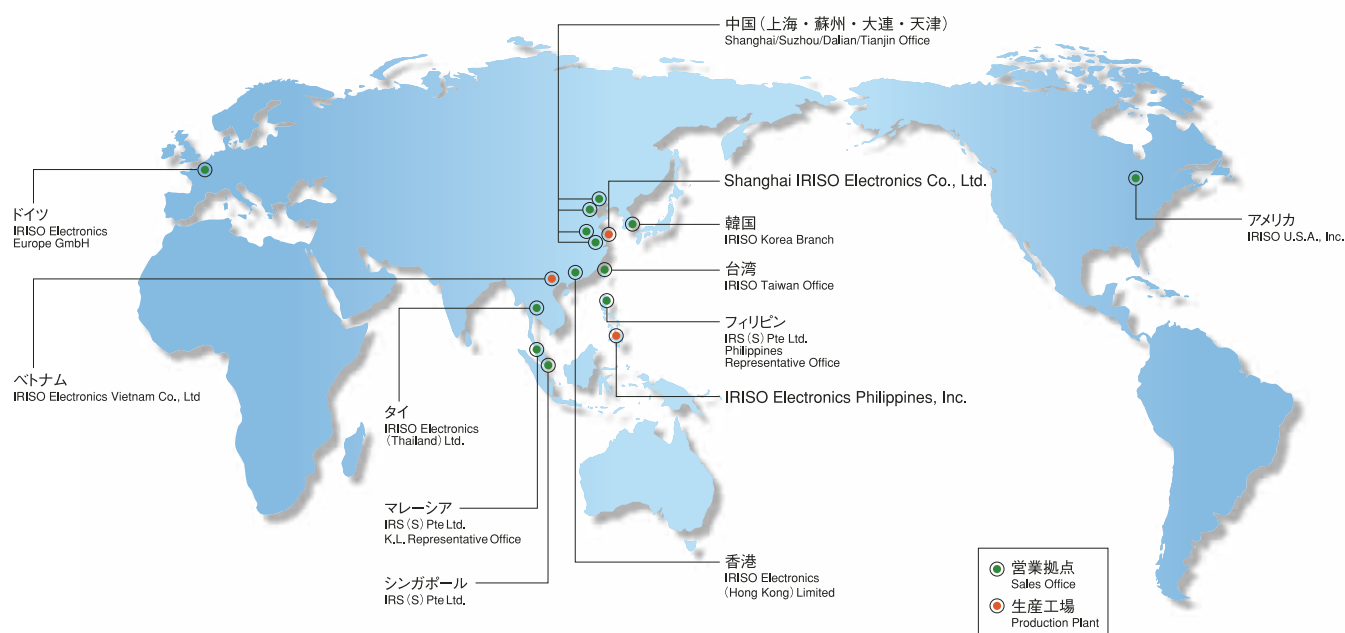 中国（上海・蘇州・大連・天津）
Shanghai/Suzhou/Dalian/Tianjin Office
Shanghai IRISO Electronics Co., Ltd.
ドイツ
IRISO Electronics
Europe GmbH
韓国
IRISO Korea Branch
アメリカ
IRISO U.S.A., Inc.
台湾
IRISO Taiwan Office
フィリピン
IRS（S）Pte Ltd.
Philippines
Representative Office
ベトナム
IRISO Electronics Vietnam Co., Ltd
IRISO Electronics Philippines, Inc.
タイ
IRISO Electronics
（Thailand）Ltd.
マレーシア
IRS（S）Pte Ltd.
K.L. Representative Office
香港
IRISO Electronics
（Hong Kong）Limited
シンガポール
IRS（S）Pte Ltd.
営業拠点
Sales Office
生産工場
Production Plant